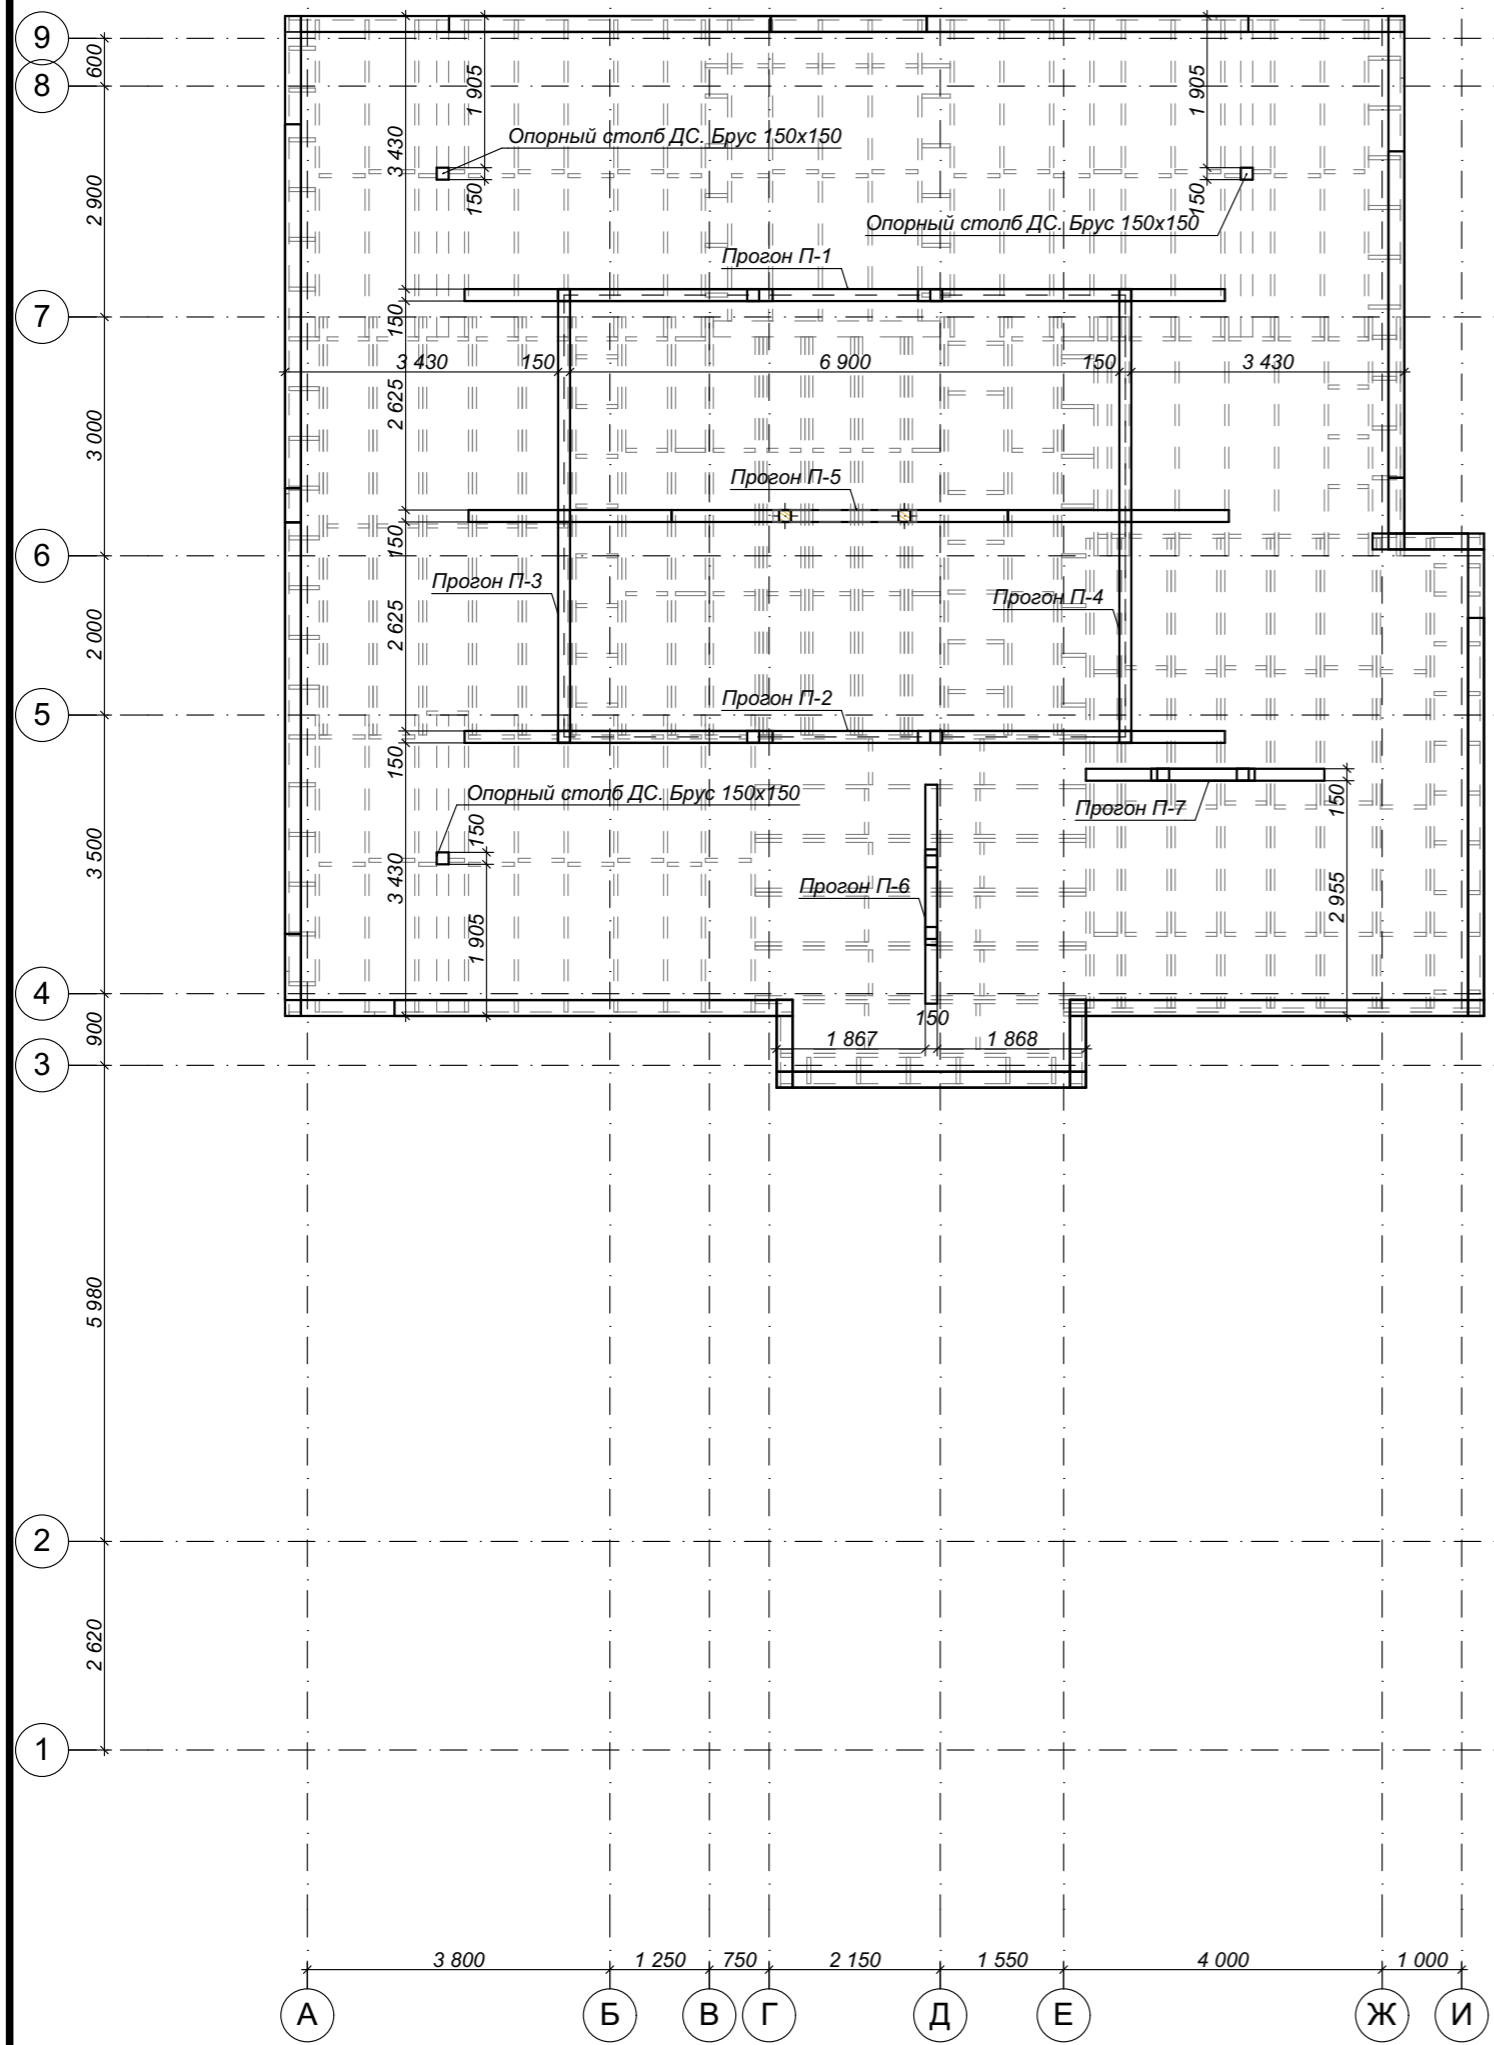 9
600
8
1 905
1 905
3 430
Опорный столб ДС. Брус 150х150
150
150
2 900
Опорный столб ДС. Брус 150х150
Прогон П-1
7
150
3 430
150
6 900
150
3 430
2 625
3 000
Прогон П-5
150
6
Прогон П-3
Прогон П-4
2 625
2 000
Прогон П-2
5
150
Опорный столб ДС. Брус 150х150
150
Прогон П-7
150
3 500
3 430
Прогон П-6
2 955
1 905
4
150
900
1 867
1 868
3
5 980
2
2 620
1
3 800
1 250
750
2 150
1 550
4 000
1 000
А
Б
В
Г
Д
Е
Ж
И